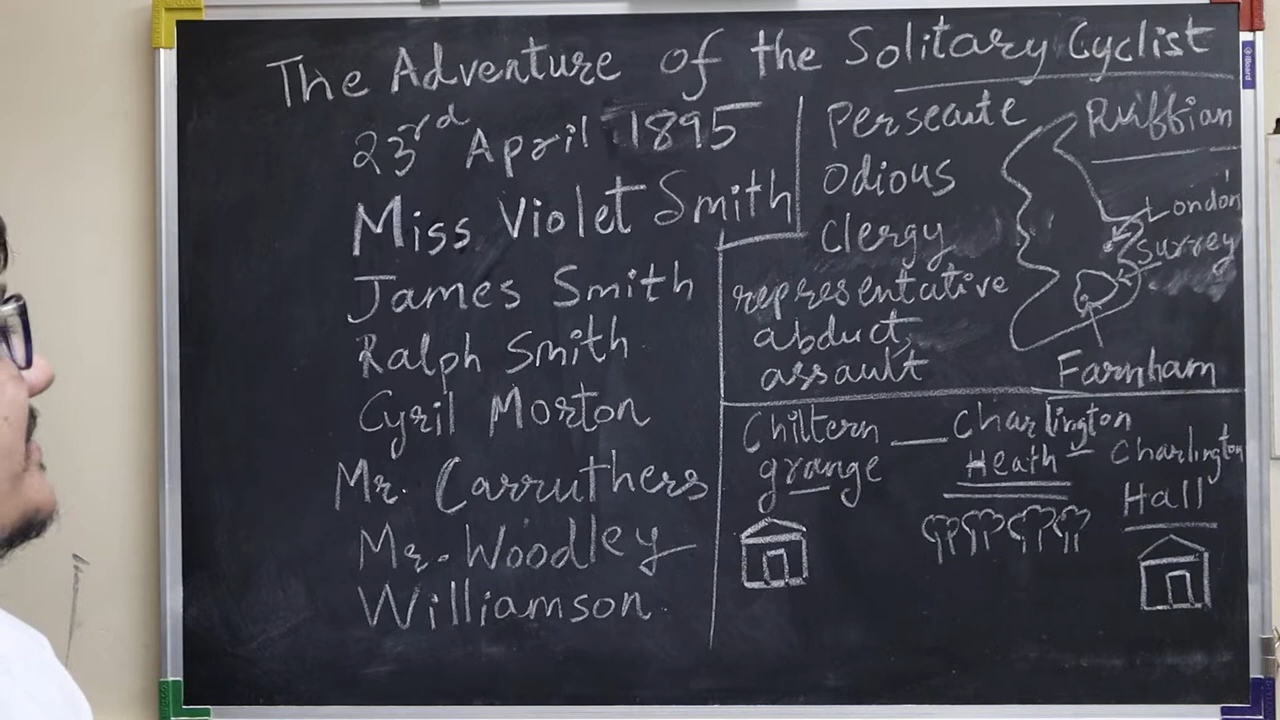 The Adventure of the Solitary Cyclist
23rd April 1895
Miss Violet Smith
James Smith
Ralph Smith
Cyril Morton
Mr. Carruthers
Mr. Woodley
Williamson
Persecute
Odious
Clergy
representative
abduct,
assault
Ruffian
London
Surrey
Farnham
Chiltern
grange
Charlington
Heath
Charlington
Hall